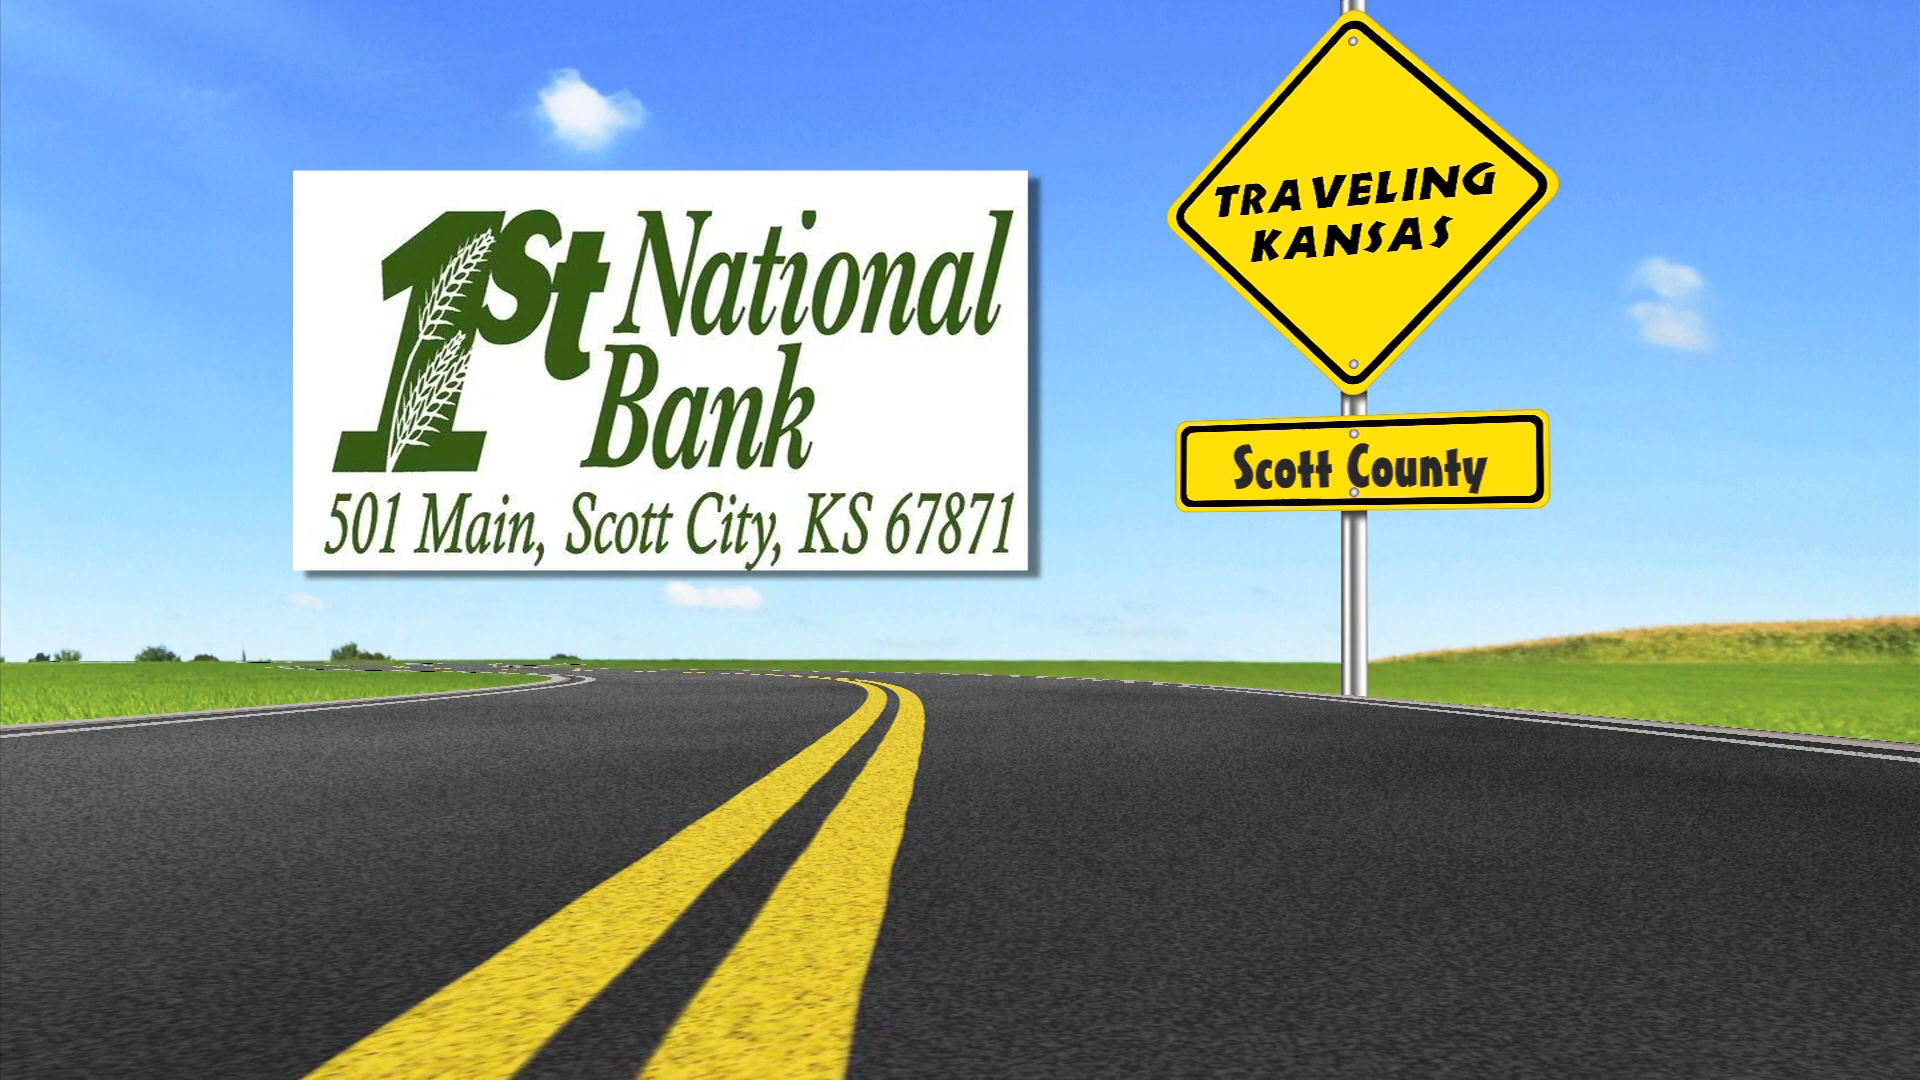 1st National
Bank
501 Main, Scott City, KS 67871
TRAVELING
KANSAS
Scott County